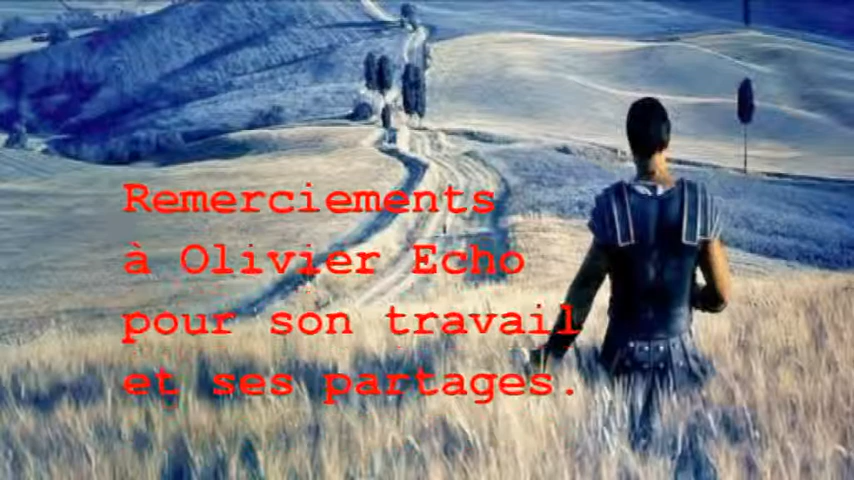 Remerciements
à Olivier Echo
pour son travail
et ses partages.